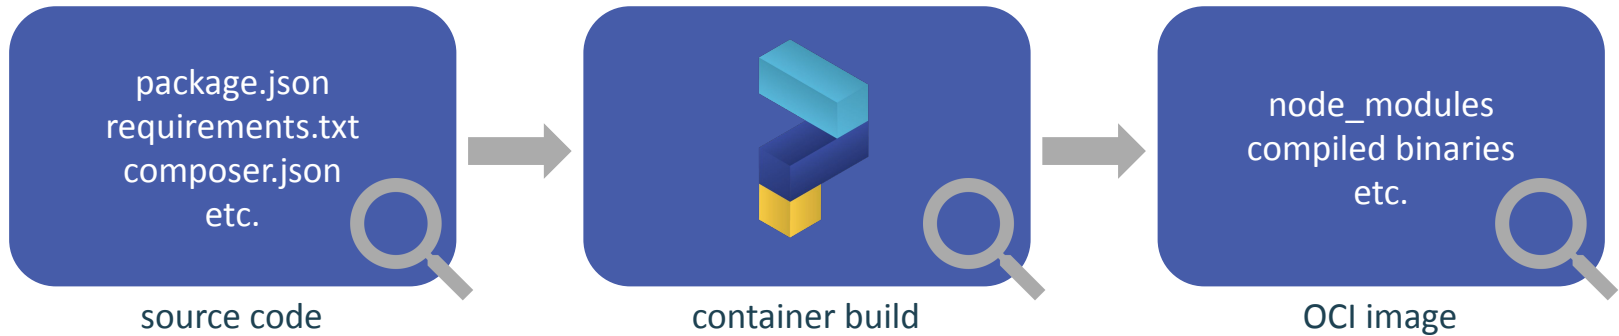 package.json
requirements.txt
composer.json
etc.
source code
container build
node_modules
compiled binaries
etc.
OCI image